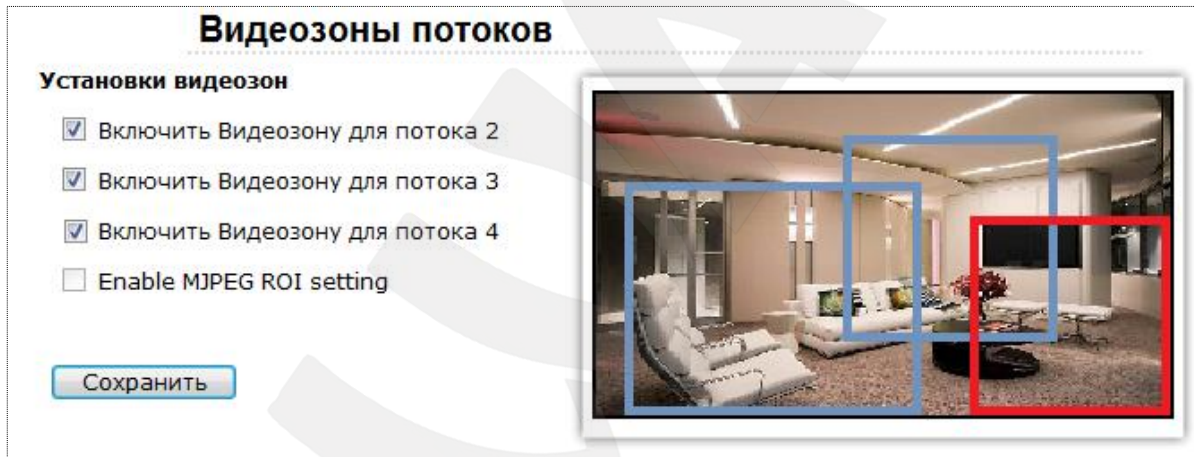 Видеозоны потоков
Установки видеозон
Включить Видеозону для потока 2
Включить Видеозону для потока 3
Включить Видеозону для потока 4
Enable MJPEG ROI setting
Сохранить